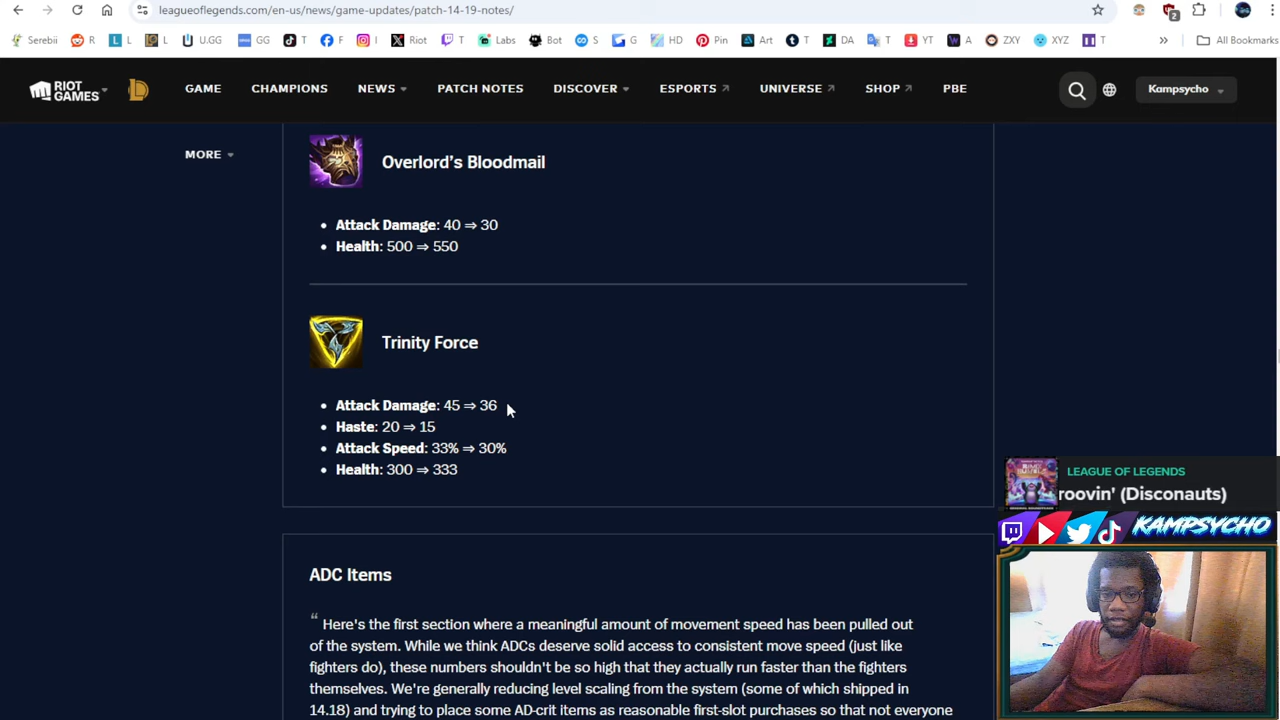 leagueoflegends.com/en-us/news/game-updates/patch-14-19-notes/
2
Serebii R L L U.GG GG T F I Riot T Labs Bot S G HD Pin Art T DA T YT A ZXY XYZ T » All Bookmarks
RIOT GAMES GAME CHAMPIONS NEWS PATCH NOTES DISCOVER ESPORTS UNIVERSE SHOP PBE Kampsycho
MORE
Overlord's Bloodmail
• Attack Damage: 40 ⇒ 30
• Health: 500 ⇒ 550
Trinity Force
• Attack Damage: 45 ⇒ 36
• Haste: 20 ⇒ 15
• Attack Speed: 33% ⇒ 30%
• Health: 300 ⇒ 333
LEAGUE OF LEGENDS
roovin' (Disconauts)
KAMPSYCHO
ADC Items
“ Here's the first section where a meaningful amount of movement speed has been pulled out
of the system. While we think ADCs deserve solid access to consistent move speed (just like
fighters do), these numbers shouldn't be so high that they actually run faster than the fighters
themselves. We're generally reducing level scaling from the system (some of which shipped in
14.18) and trying to place some AD-crit items as reasonable first-slot purchases so that not everyone